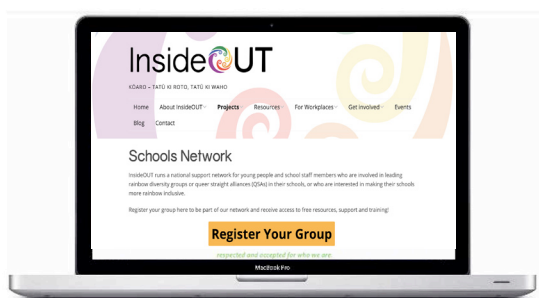 InsideOUT
KŌARO – TATŪ KI ROTO, TATŪ KI WAHO
Home About InsideOUT Projects Resources For Workplaces Get Involved Events
Blog Contact
Schools Network
InsideOUT runs a national support network for young people and school staff members who are involved in leading
rainbow diversity groups or queer straight alliances (QSAs) in their schools, or who are interested in making their schools
more rainbow inclusive.
Register your group here to be part of our network and receive access to free resources, support and training!
Register Your Group
respected and accepted for who we are.
MacBook Pro